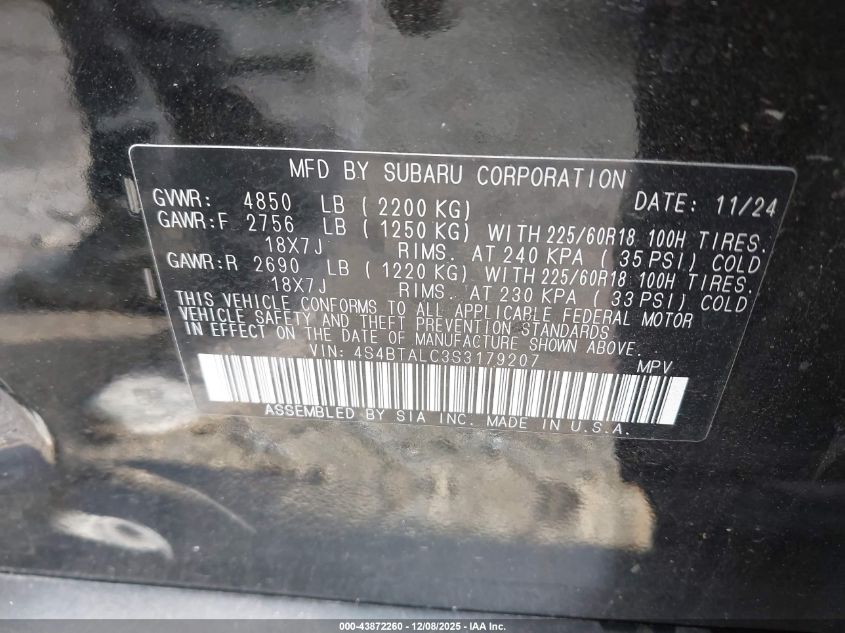 MFD BY SUBARU CORPORATION
GVWR: 4850 LB ( 2200 KG) DATE: 11/24
GAWR:F 2756 LB ( 1250 KG) WITH 225/60R18 100H TIRES.
18X7J RIMS. AT 240 KPA ( 35 PSI) COLD
GAWR:R 2690 LB ( 1220 KG) WITH 225/60R18 100H TIRES.
18X7J RIMS. AT 230 KPA ( 33 PSI) COLD
THIS VEHICLE CONFORMS TO ALL APPLICABLE FEDERAL MOTOR
VEHICLE SAFETY AND THEFT PREVENTION STANDARDS
IN EFFECT ON THE DATE OF MANUFACTURE SHOWN ABOVE.
VIN: 4S4BTALC3S3179207 MPV
ASSEMBLED BY SIA INC. MADE IN U.S.A.
000-43872260 - 12/08/2025 - IAA Inc.